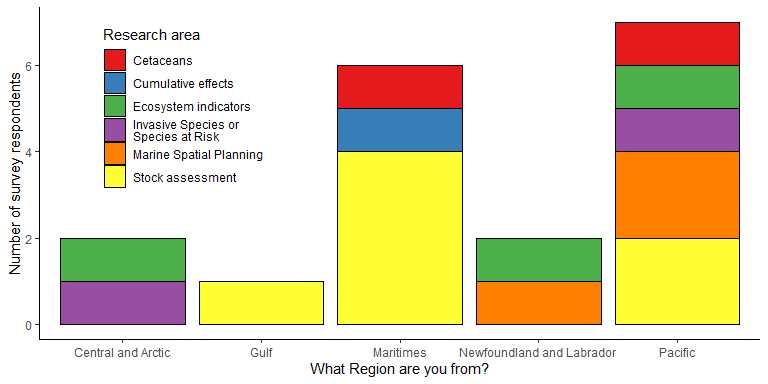 Research area
Cetaceans
Cumulative effects
Ecosystem indicators
Invasive Species or
Species at Risk
Marine Spatial Planning
Stock assessment
Number of survey respondents
6
4
2
0
Central and Arctic
Gulf
Maritimes
Newfoundland and Labrador
Pacific
What Region are you from?